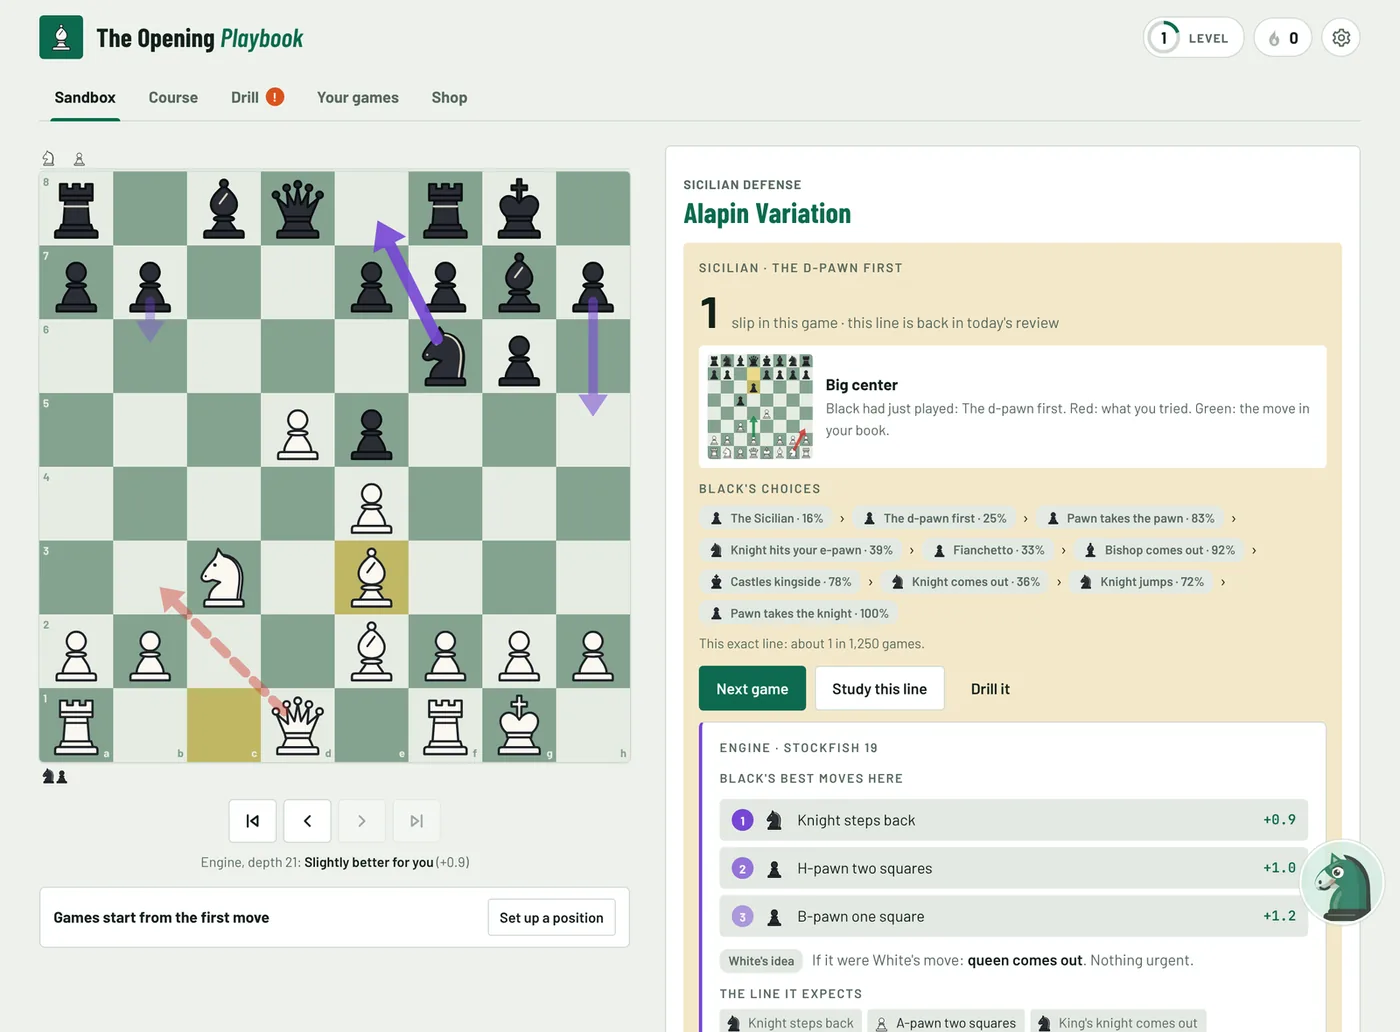 The Opening Playbook
1 LEVEL
0
Sandbox
Course
Drill !
Your games
Shop
8
7
6
5
4
3
2
1
a
b
c
d
e
f
g
h
Engine, depth 21: Slightly better for you (+0.9)
Games start from the first move
Set up a position
SICILIAN DEFENSE
Alapin Variation
SICILIAN · THE D-PAWN FIRST
1 slip in this game · this line is back in today's review
Big center
Black had just played: The d-pawn first. Red: what you tried. Green: the move in
your book.
BLACK'S CHOICES
The Sicilian · 16% › The d-pawn first · 25% › Pawn takes the pawn · 83% ›
Knight hits your e-pawn · 39% › Fianchetto · 33% › Bishop comes out · 92% ›
Castles kingside · 78% › Knight comes out · 36% › Knight jumps · 72% ›
Pawn takes the knight · 100%
This exact line: about 1 in 1,250 games.
Next game
Study this line
Drill it
ENGINE · STOCKFISH 19
BLACK'S BEST MOVES HERE
1 Knight steps back +0.9
2 H-pawn two squares +1.0
3 B-pawn one square +1.2
White's idea If it were White's move: queen comes out. Nothing urgent.
THE LINE IT EXPECTS
Knight steps back A-pawn two squares King's knight comes out